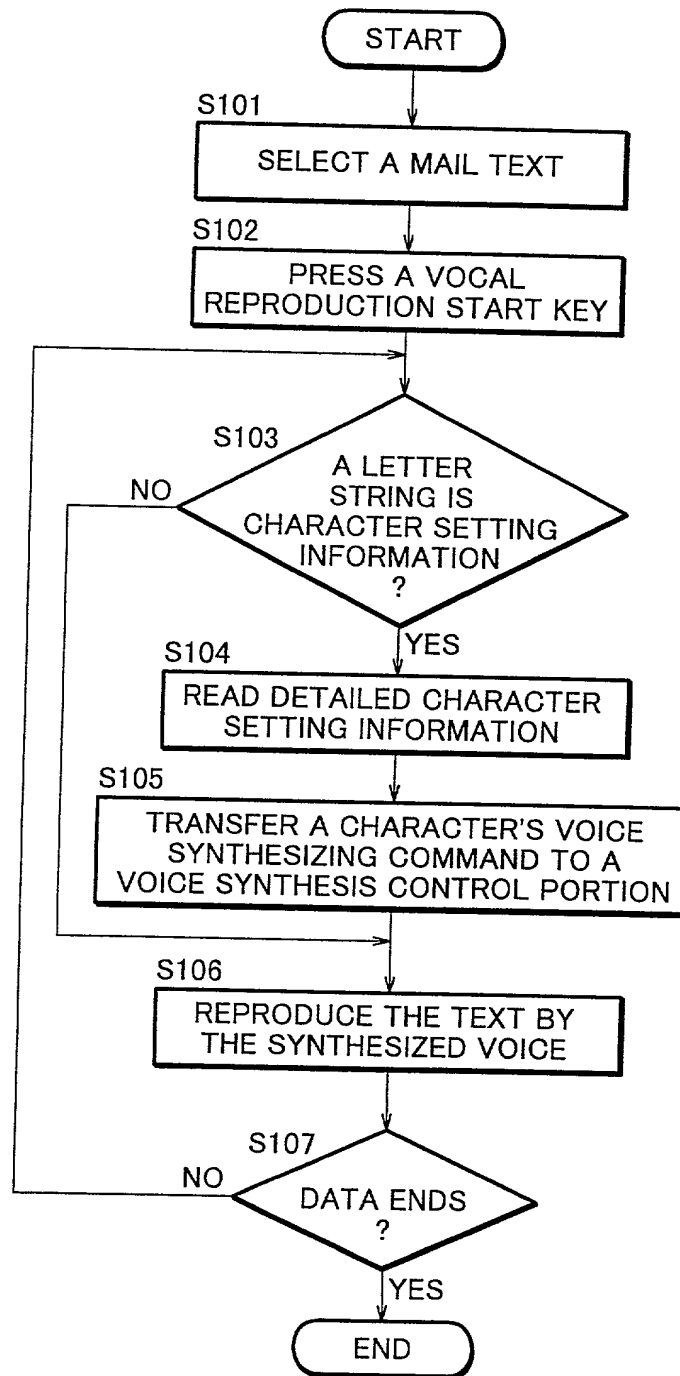 START
S101
SELECT A MAIL TEXT
S102
PRESS A VOCAL
REPRODUCTION START KEY
S103
A LETTER
STRING IS
CHARACTER SETTING
INFORMATION
?
NO
YES
S104
READ DETAILED CHARACTER
SETTING INFORMATION
S105
TRANSFER A CHARACTER'S VOICE
SYNTHESIZING COMMAND TO A
VOICE SYNTHESIS CONTROL PORTION
S106
REPRODUCE THE TEXT BY
THE SYNTHESIZED VOICE
S107
NO
DATA ENDS
?
YES
END